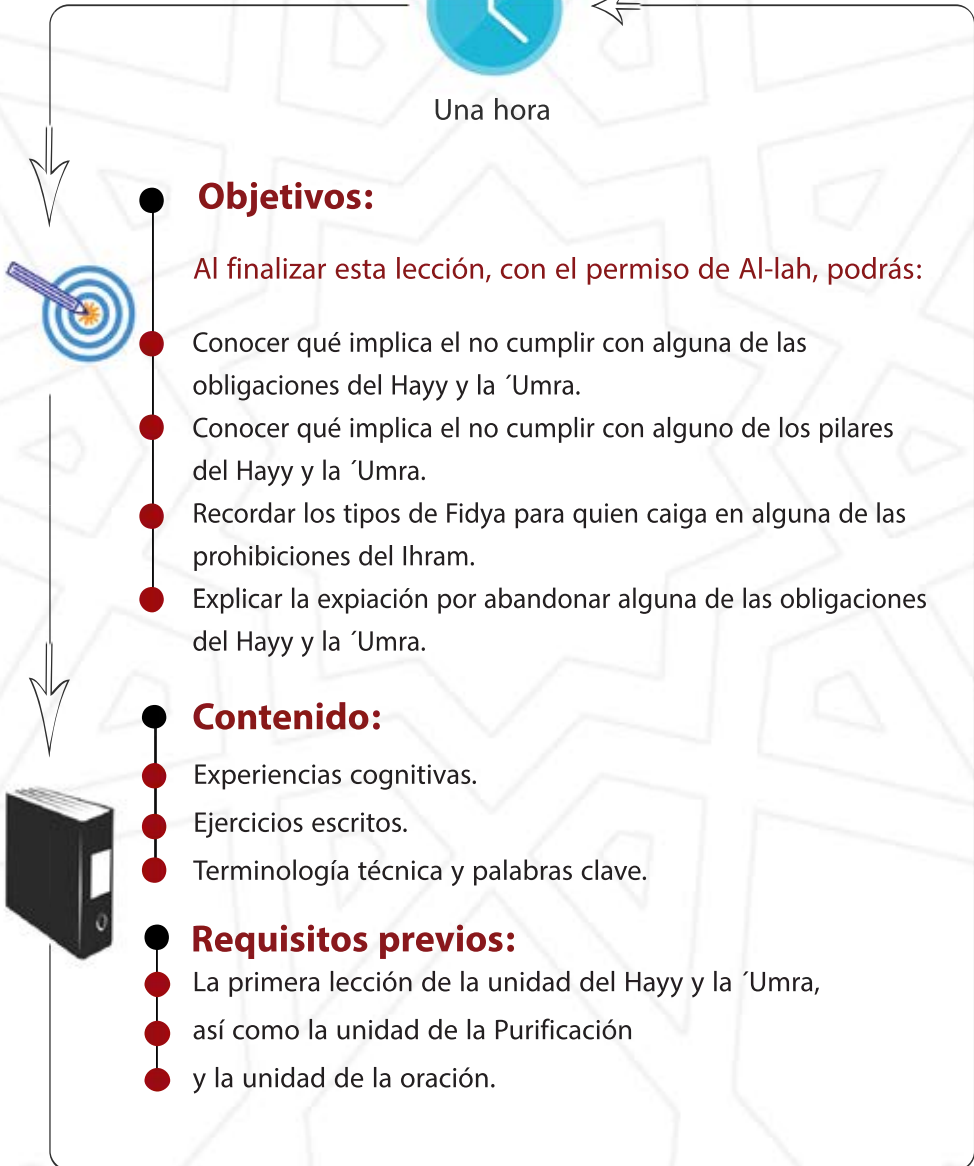 Una hora
Objetivos:
Al finalizar esta lección, con el permiso de Al-lah, podrás:
Conocer qué implica el no cumplir con alguna de las
obligaciones del Hayy y la ´Umra.
Conocer qué implica el no cumplir con alguno de los pilares
del Hayy y la ´Umra.
Recordar los tipos de Fidya para quien caiga en alguna de las
prohibiciones del Ihram.
Explicar la expiación por abandonar alguna de las obligaciones
del Hayy y la ´Umra.
Contenido:
Experiencias cognitivas.
Ejercicios escritos.
Terminología técnica y palabras clave.
Requisitos previos:
La primera lección de la unidad del Hayy y la ´Umra,
así como la unidad de la Purificación
y la unidad de la oración.